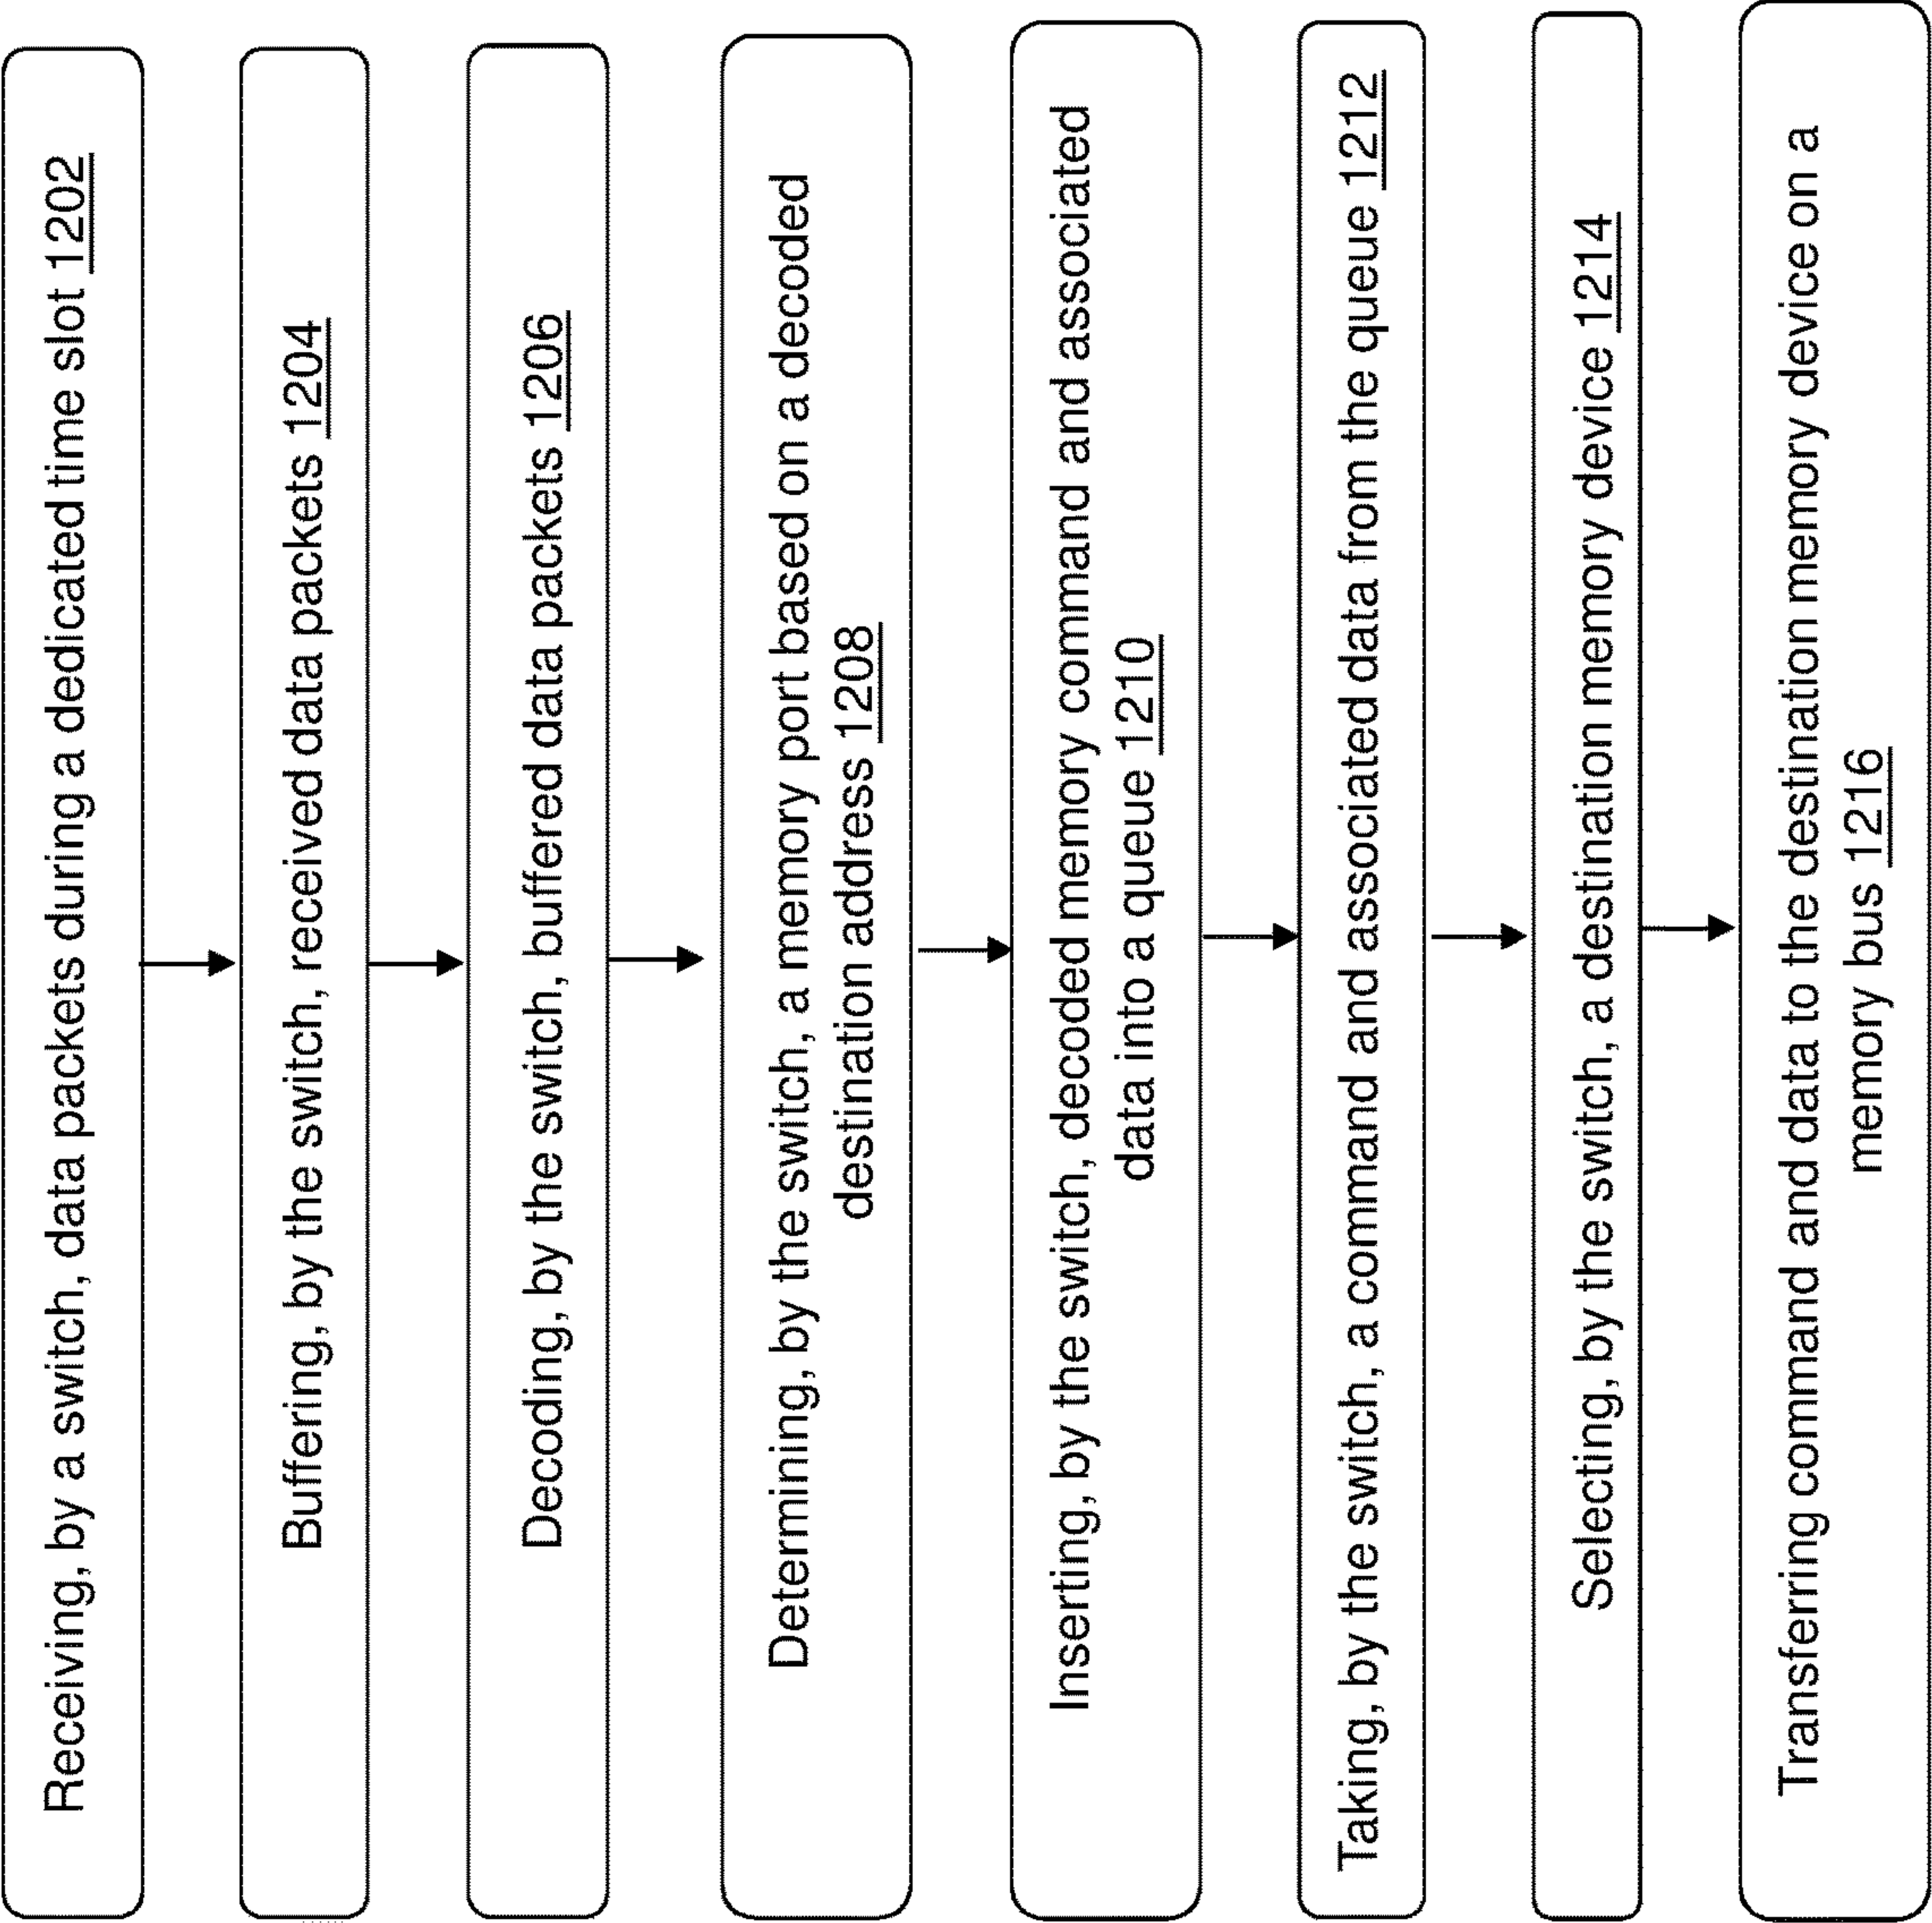 Receiving, by a switch, data packets during a dedicated time slot 1202
Buffering, by the switch, received data packets 1204
Decoding, by the switch, buffered data packets 1206
Determining, by the switch, a memory port based on a decoded
destination address 1208
Inserting, by the switch, decoded memory command and associated
data into a queue 1210
Taking, by the switch, a command and associated data from the queue 1212
Selecting, by the switch, a destination memory device 1214
Transferring command and data to the destination memory device on a
memory bus 1216